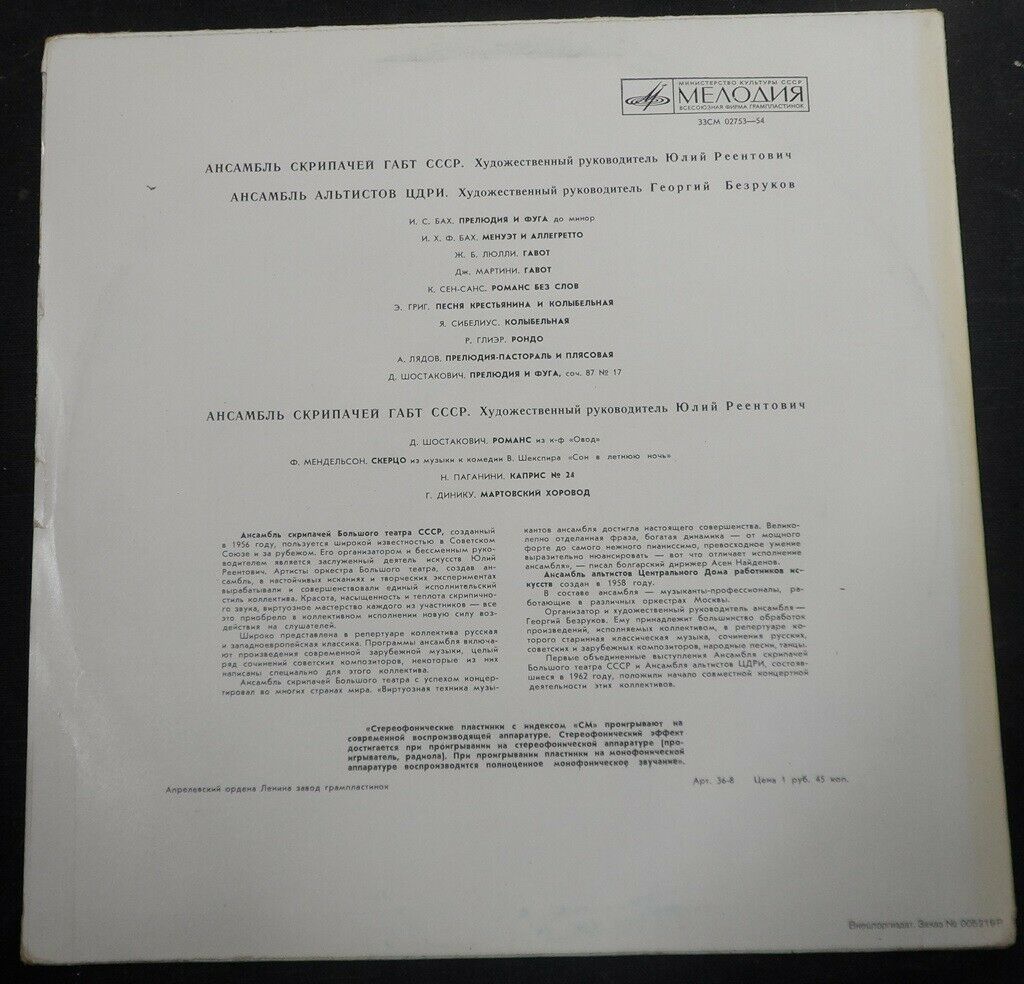 МИНИСТЕРСТВО КУЛЬТУРЫ СССР
МЕЛОДИЯ
ВСЕСОЮЗНАЯ ФИРМА ГРАМПЛАСТИНОК
33СМ 02753—54
АНСАМБЛЬ СКРИПАЧЕЙ ГАБТ СССР. Художественный руководитель Юлий Реентович
АНСАМБЛЬ АЛЬТИСТОВ ЦДРИ. Художественный руководитель Георгий Безруков
И. С. БАХ. ПРЕЛЮДИЯ И ФУГА до минор
И. Х. Ф. БАХ. МЕНУЭТ И АЛЛЕГРЕТТО
Ж. Б. ЛЮЛЛИ. ГАВОТ
Дж. МАРТИНИ. ГАВОТ
К. СЕН-САНС. РОМАНС БЕЗ СЛОВ
Э. ГРИГ. ПЕСНЯ КРЕСТЬЯНИНА И КОЛЫБЕЛЬНАЯ
Я. СИБЕЛИУС. КОЛЫБЕЛЬНАЯ
Р. ГЛИЭР. РОНДО
А. ЛЯДОВ. ПРЕЛЮДИЯ-ПАСТОРАЛЬ И ПЛЯСОВАЯ
Д. ШОСТАКОВИЧ. ПРЕЛЮДИЯ И ФУГА, соч. 87 № 17
АНСАМБЛЬ СКРИПАЧЕЙ ГАБТ СССР. Художественный руководитель Юлий Реентович
Д. ШОСТАКОВИЧ. РОМАНС из к-ф «Овод»
Ф. МЕНДЕЛЬСОН. СКЕРЦО из музыки к комедии В. Шекспира «Сон в летнюю ночь»
Н. ПАГАНИНИ. КАПРИС № 24
Г. ДИНИКУ. МАРТОВСКИЙ ХОРОВОД
Ансамбль скрипачей Большого театра СССР, созданный
в 1956 году, пользуется широкой известностью в Советском
Союзе и за рубежом. Его организатором и бессменным руко-
водителем является заслуженный деятель искусств Юлий
Реентович. Артисты оркестра Большого театра, создав ан-
самбль, в настойчивых исканиях и творческих экспериментах
вырабатывали и совершенствовали единый исполнительский
стиль коллектива. Красота, насыщенность и теплота скрипично-
го звука, виртуозное мастерство каждого из участников — все
это приобрело в коллективном исполнении новую силу воз-
действия на слушателей.
Широко представлена в репертуаре коллектива русская
и западноевропейская классика. Программы ансамбля включа-
ют произведения современной зарубежной музыки, целый
ряд сочинений советских композиторов, некоторые из них
написаны специально для этого коллектива.
Ансамбль скрипачей Большого театра с успехом концер-
тировал во многих странах мира. «Виртуозная техника музы-
кантов ансамбля достигла настоящего совершенства. Велико-
лепно отделанная фраза, богатая динамика — от мощного
форте до самого нежного пианиссимо, превосходное умение
выразительно нюансировать — вот что отличает исполнение
ансамбля», — писал болгарский дирижер Асен Найденов.
Ансамбль альтистов Центрального Дома работников ис-
кусств создан в 1958 году.
В составе ансамбля — музыканты-профессионалы, ра-
ботающие в различных оркестрах Москвы.
Организатор и художественный руководитель ансамбля —
Георгий Безруков. Ему принадлежит большинство обработок
произведений, исполняемых коллективом, в репертуаре ко-
торого старинная классическая музыка, сочинения русских,
советских и зарубежных композиторов, народные песни, танцы.
Первые объединенные выступления Ансамбля скрипачей
Большого театра СССР и Ансамбля альтистов ЦДРИ, состояв-
шиеся в 1962 году, положили начало совместной концертной
деятельности этих коллективов.
«Стереофонические пластинки с индексом «СМ» проигрывают на
современной воспроизводящей аппаратуре. Стереофонический эффект
достигается при проигрывании на стереофонической аппаратуре (про-
игрыватель, радиола). При проигрывании пластинки на монофонической
аппаратуре воспроизводится полноценное монофоническое звучание».
Апрелевский ордена Ленина завод грампластинок
Арт. 36-8 Цена 1 руб. 45 коп.
Внешторгиздат. Заказ № 005216Р